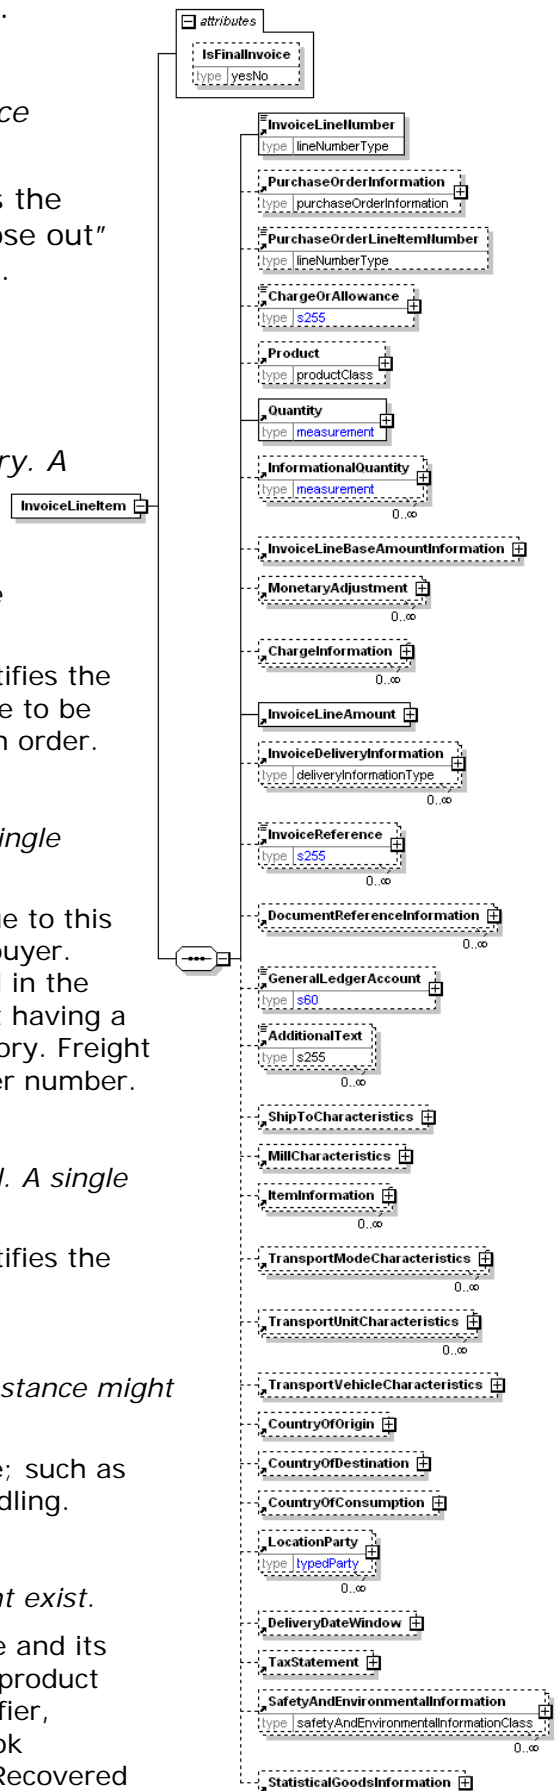 .
attributes
IsFinalInvoice
type yesNo
ce
InvoiceLineNumber
type lineNumberType
s the
PurchaseOrderInformation
type purchaseOrderInformation
ose out”
PurchaseOrderLineItemNumber
type lineNumberType
.
ChargeOrAllowance
type s255
Product
type productClass
Quantity
type measurement
ry. A
InformationalQuantity
type measurement
0..∞
InvoiceLineItem
InvoiceLineBaseAmountInformation
e
MonetaryAdjustment
0..∞
ChargeInformation
0..∞
tifies the
e to be
InvoiceLineAmount
n order.
InvoiceDeliveryInformation
type deliveryInformationType
0..∞
ingle
InvoiceReference
type s255
0..∞
ue to this
buyer.
DocumentReferenceInformation
0..∞
d in the
GeneralLedgerAccount
type s60
t having a
ory. Freight
AdditionalText
type s255
0..∞
er number.
ShipToCharacteristics
MillCharacteristics
l. A single
ItemInformation
0..∞
tifies the
TransportModeCharacteristics
0..∞
TransportUnitCharacteristics
0..∞
stance might
TransportVehicleCharacteristics
CountryOfOrigin
e; such as
CountryOfDestination
dling.
CountryOfConsumption
LocationParty
type typedParty
0..∞
nt exist.
DeliveryDateWindow
e and its
TaxStatement
product
fier,
SafetyAndEnvironmentalInformation
type safetyAndEnvironmentalInformationClass
0..∞
ok
Recovered
StatisticalGoodsInformation